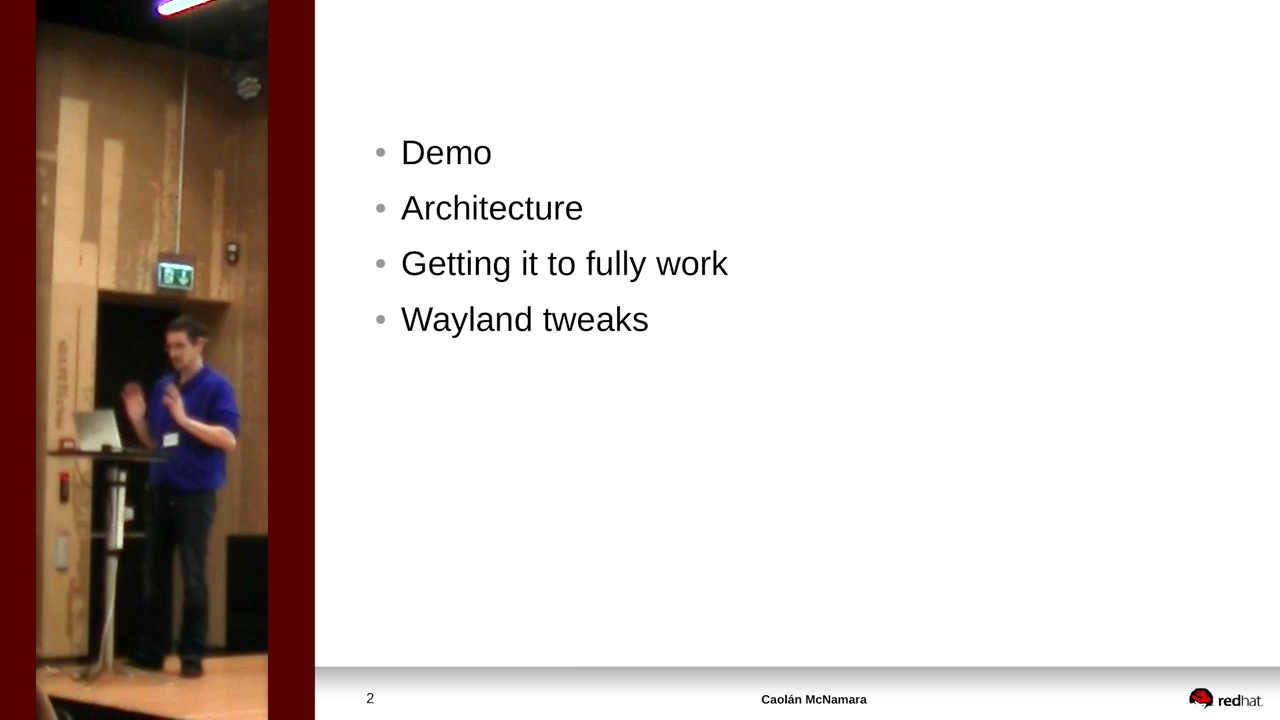 Demo
Architecture
Getting it to fully work
Wayland tweaks
2
Caolán McNamara
redhat.